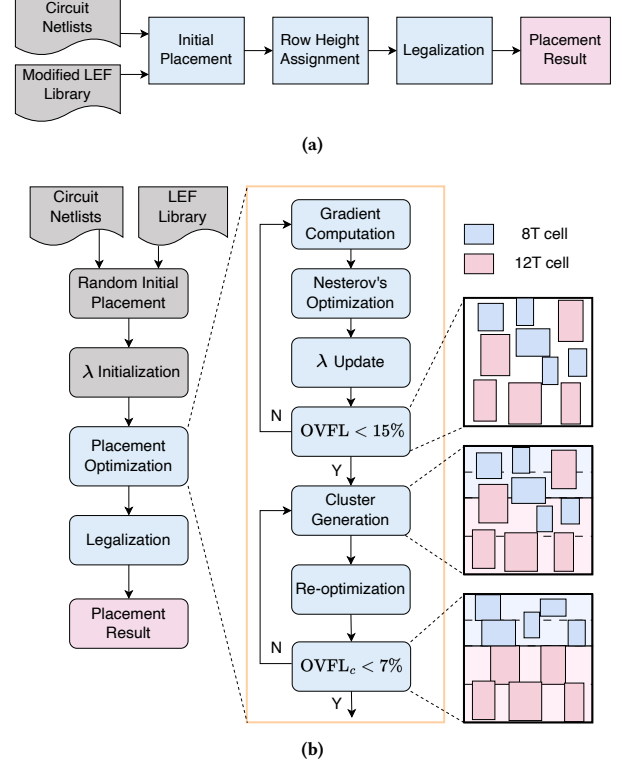 Circuit
Netlists
Modified LEF
Library
Initial
Placement
Row Height
Assignment
Legalization
Placement
Result
(a)
Circuit
Netlists
LEF
Library
Random Initial
Placement
λ Initialization
Placement
Optimization
Legalization
Placement
Result
Gradient
Computation
Nesterov's
Optimization
λ Update
N
OVFL < 15%
Y
Cluster
Generation
Re-optimization
N
OVFL_c < 7%
Y
8T cell
12T cell
(b)